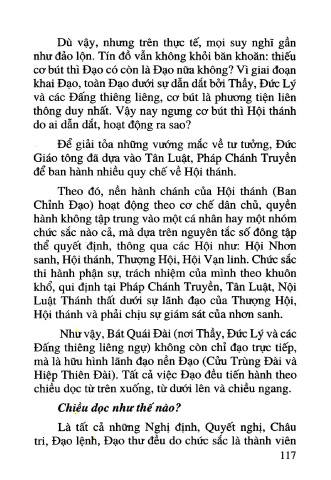 Dù vậy, nhưng trên thực tế, mọi suy nghĩ gần
như đảo lộn. Tín đồ vẫn không khỏi băn khoăn: thiếu
cơ bút thì Đạo có còn là Đạo nữa không? Vì giai đoạn
khai Đạo, toàn Đạo dưới sự dẫn dắt bởi Thầy, Đức Lý
và các Đấng thiêng liêng, cơ bút là phương tiện liên
thông duy nhất. Vậy nay ngưng cơ bút thì Hội thánh
do ai dẫn dắt, hoạt động ra sao?
Để giải tỏa những vướng mắc về tư tưởng, Đức
Giáo tông đã dựa vào Tân Luật, Pháp Chánh Truyền
để ban hành nhiều quy chế về Hội thánh.
Theo đó, nền hành chánh của Hội thánh (Ban
Chỉnh Đạo) hoạt động theo cơ chế dân chủ, quyền
hành không tập trung vào một cá nhân hay một nhóm
chức sắc nào cả, mà dựa trên nguyên tắc số đông tập
thể quyết định, thông qua các Hội như: Hội Nhơn
sanh, Hội thánh, Thượng Hội, Hội Vạn linh. Chức sắc
thi hành phận sự, trách nhiệm của mình theo khuôn
khổ, qui định tại Pháp Chánh Truyền, Tân Luật, Nội
Luật Thánh thất dưới sự lãnh đạo của Thượng Hội,
Hội thánh và phải chịu sự giám sát của nhơn sanh.
Như vậy, Bát Quái Đài (nơi Thầy, Đức Lý và các
Đấng thiêng liêng ngự) không còn chỉ đạo trực tiếp,
mà là hữu hình lãnh đạo nền Đạo (Cửu Trùng Đài và
Hiệp Thiên Đài). Tất cả việc Đạo đều tiến hành theo
chiều dọc từ trên xuống, từ dưới lên và chiều ngang.
Chiều dọc như thế nào?
Là tất cả những Nghị định, Quyết nghị, Châu
tri, Đạo lệnh, Đạo thư đều do chức sắc là thành viên
117